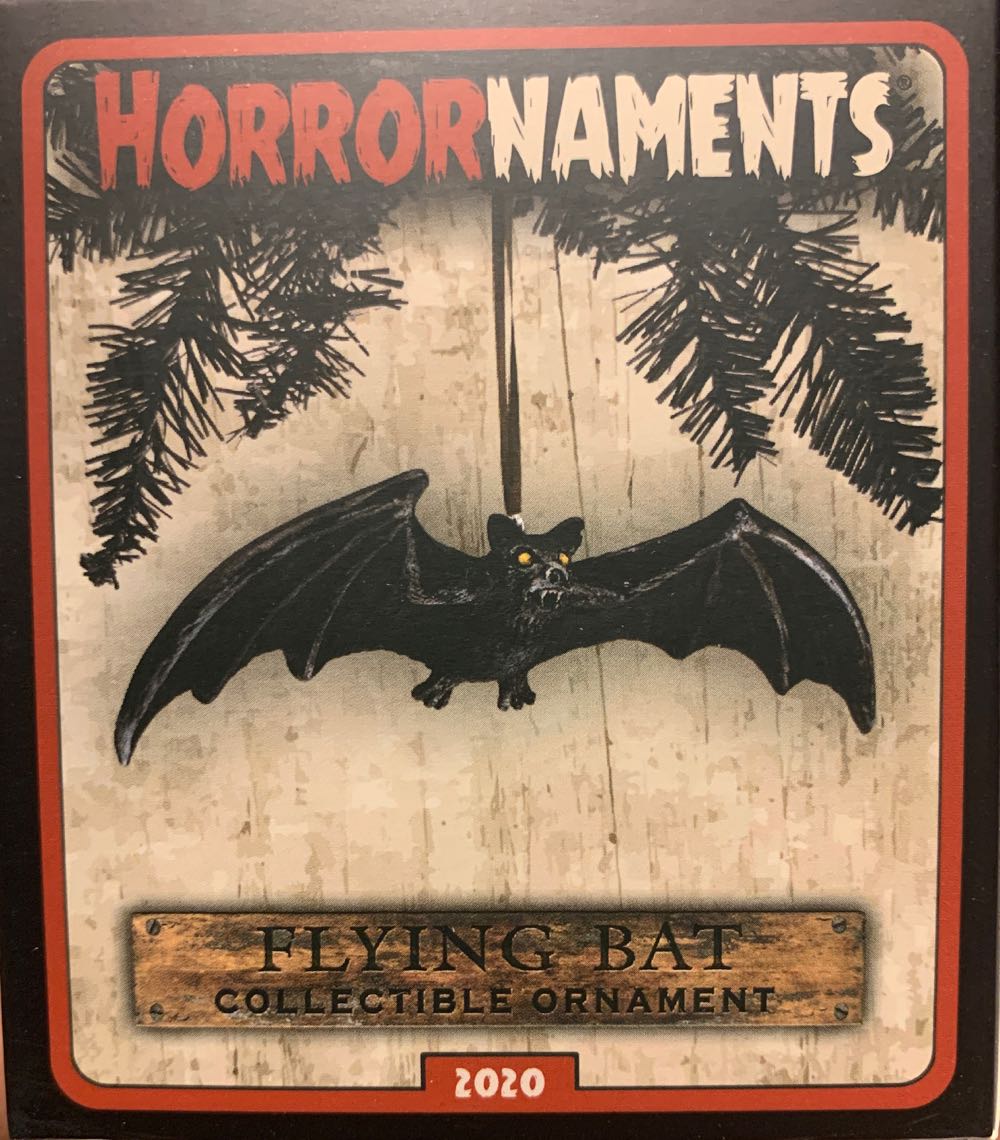 HORRORNAMENTS®
FLYING BAT
COLLECTIBLE ORNAMENT
2020